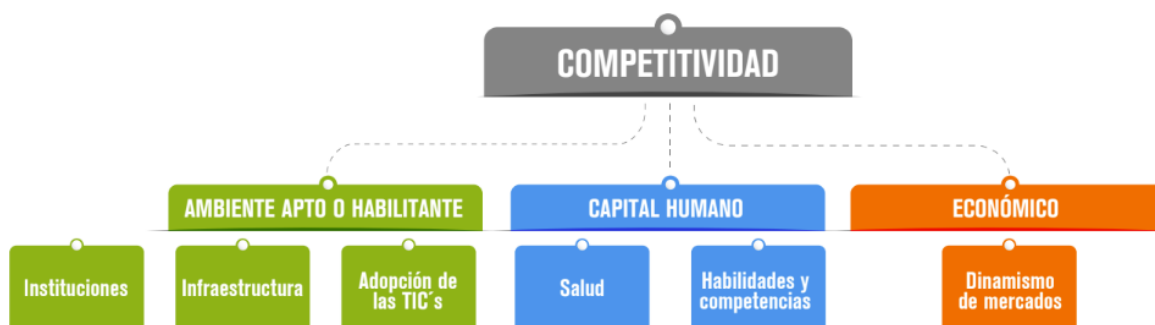 COMPETITIVIDAD
AMBIENTE APTO O HABILITANTE
CAPITAL HUMANO
ECONÓMICO
Instituciones
Infraestructura
Adopción de
las TIC´s
Salud
Habilidades y
competencias
Dinamismo
de mercados